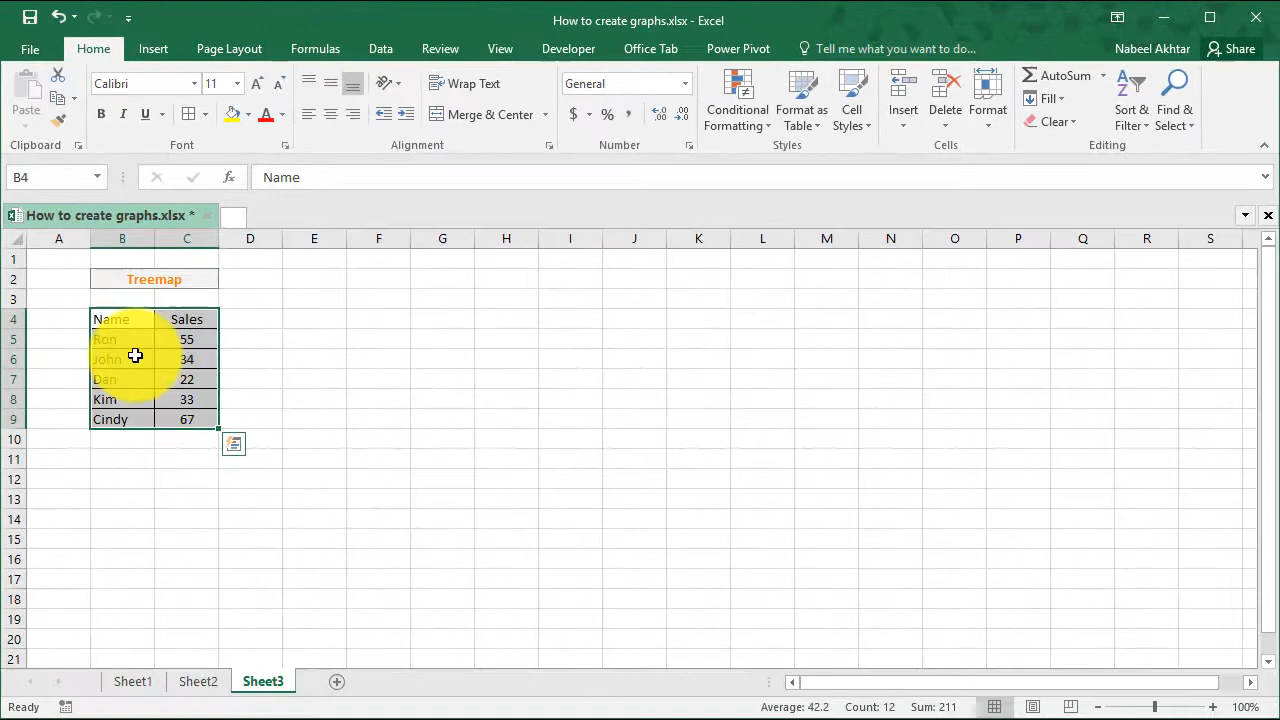 How to create graphs.xlsx - Excel
File Home Insert Page Layout Formulas Data Review View Developer Office Tab Power Pivot Tell me what you want to do... Nabeel Akhtar Share
Paste
Clipboard
Calibri 11 A A
B I U A
Font
Wrap Text
Merge & Center
Alignment
General
$ % ,
Number
Conditional Formatting
Format as Table
Cell Styles
Styles
Insert Delete Format
Cells
AutoSum
Fill
Clear
Sort & Filter
Find & Select
Editing
B4 fx Name
How to create graphs.xlsx *
A B C D E F G H I J K L M N O P Q R S
1
2 Treemap
3
4 Name Sales
5 Ron 55
6 John 34
7 Dan 22
8 Kim 33
9 Cindy 67
10
11
12
13
14
15
16
17
18
19
20
21
Sheet1 Sheet2 Sheet3
Ready Average: 42.2 Count: 12 Sum: 211 100%